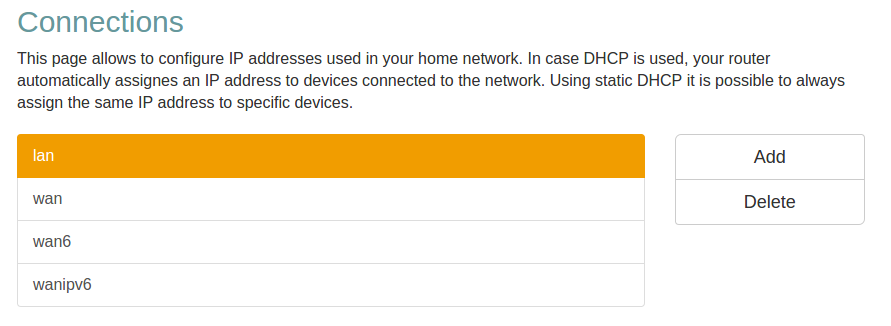 Connections
This page allows to configure IP addresses used in your home network. In case DHCP is used, your router
automatically assignes an IP address to devices connected to the network. Using static DHCP it is possible to always
assign the same IP address to specific devices.
lan
Add
wan
Delete
wan6
wanipv6